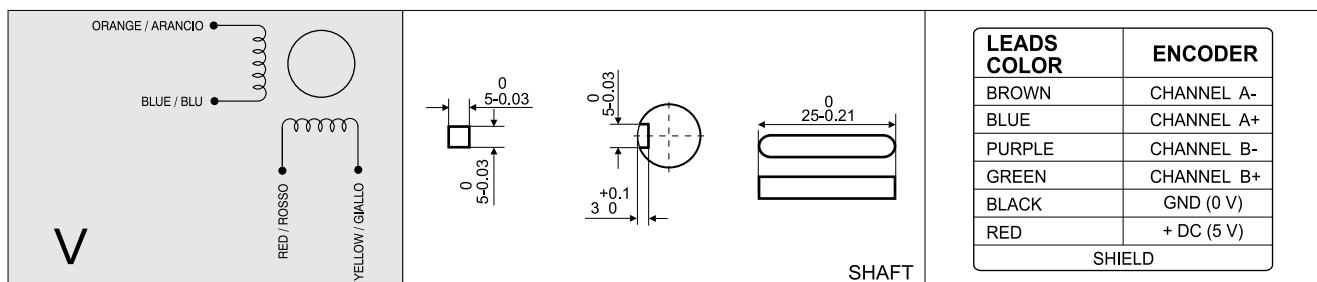 ORANGE / ARANCIO
BLUE / BLU
RED / ROSSO
YELLOW / GIALLO
V
0
5-0.03
0
5-0.03
0
5-0.03
+0.1
3 0
0
25-0.21
SHAFT
LEADS COLOR ENCODER
BROWN CHANNEL A-
BLUE CHANNEL A+
PURPLE CHANNEL B-
GREEN CHANNEL B+
BLACK GND (0 V)
RED + DC (5 V)
SHIELD